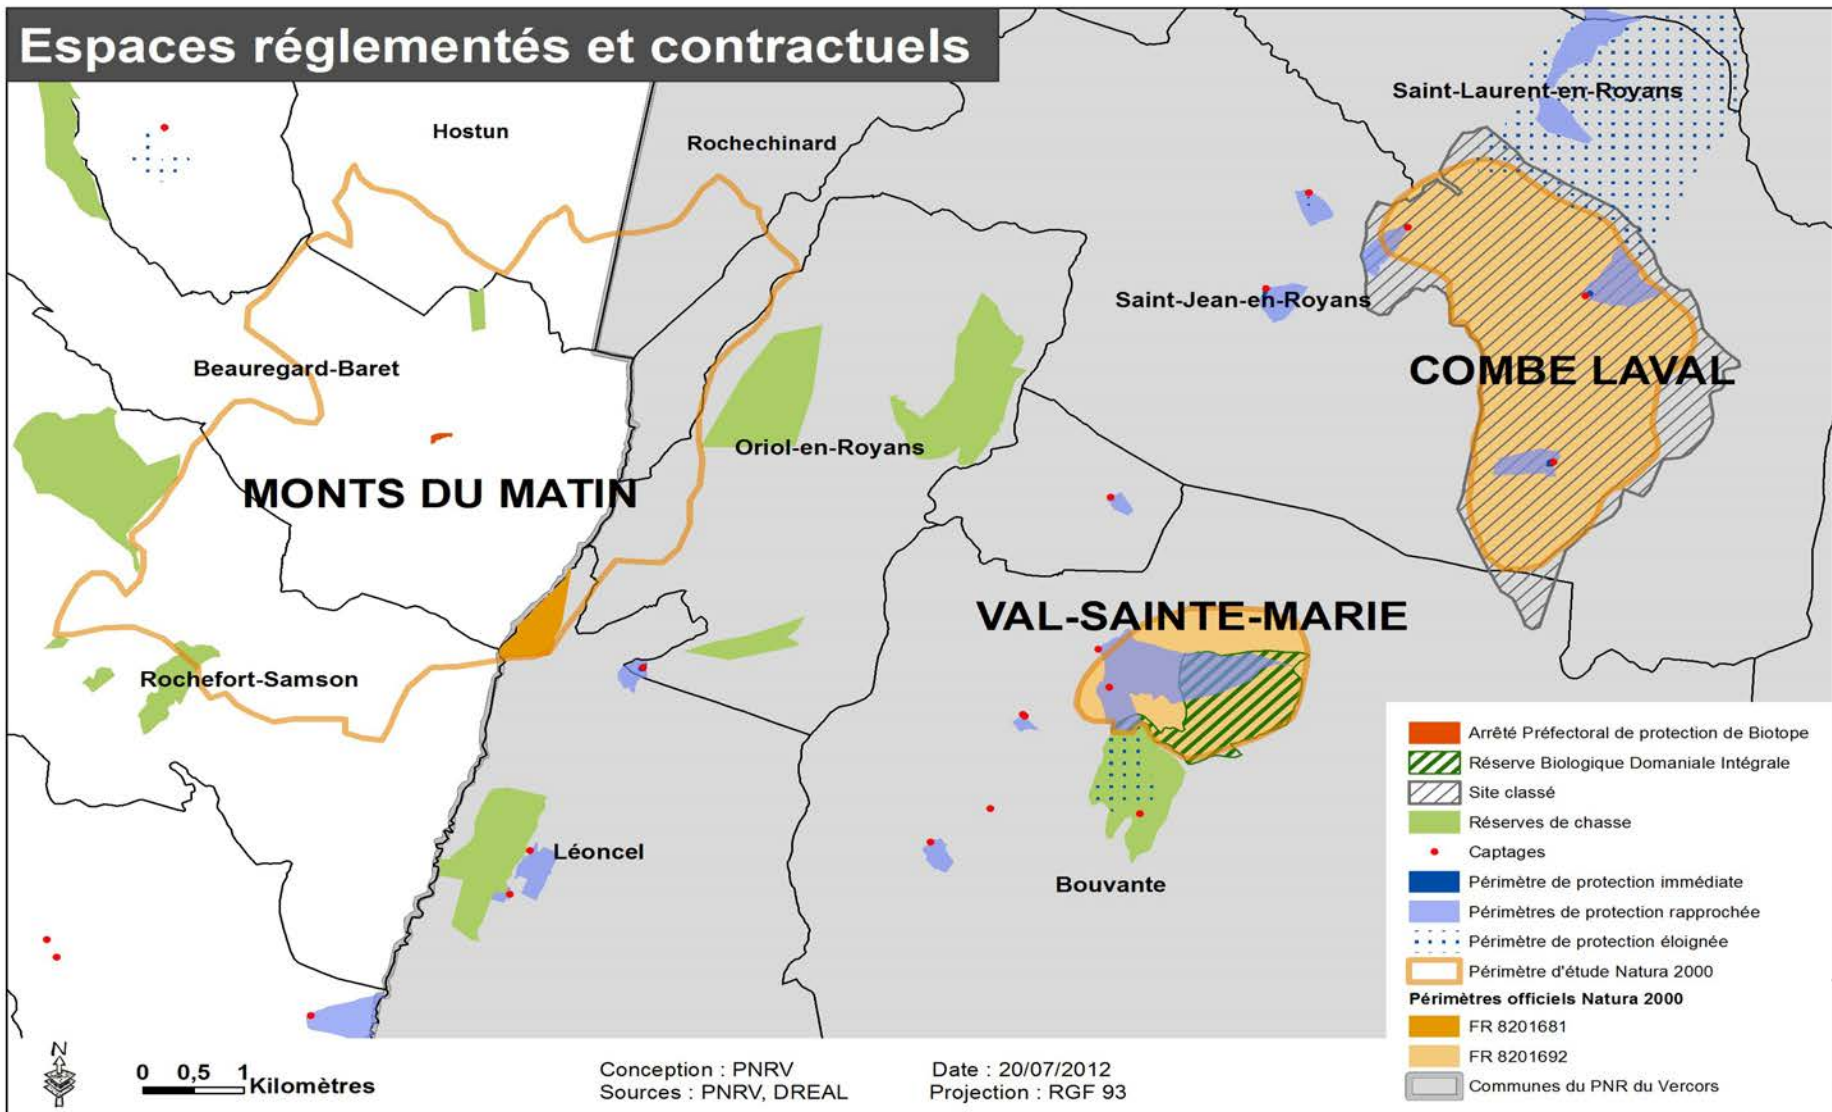 Espaces réglementés et contractuels
Saint-Laurent-en-Royans
Hostun
Rochechinard
Saint-Jean-en-Royans
Beauregard-Baret
COMBE LAVAL
Oriol-en-Royans
MONTS DU MATIN
VAL-SAINTE-MARIE
Rochefort-Samson
Léoncel
Bouvante
Arrêté Préfectoral de protection de Biotope
Réserve Biologique Domaniale Intégrale
Site classé
Réserves de chasse
Captages
Périmètre de protection immédiate
Périmètres de protection rapprochée
Périmètre de protection éloignée
Périmètre d'étude Natura 2000
Périmètres officiels Natura 2000
FR 8201681
FR 8201692
Communes du PNR du Vercors
N
0 0,5 1
Kilomètres
Conception : PNRV
Sources : PNRV, DREAL
Date : 20/07/2012
Projection : RGF 93